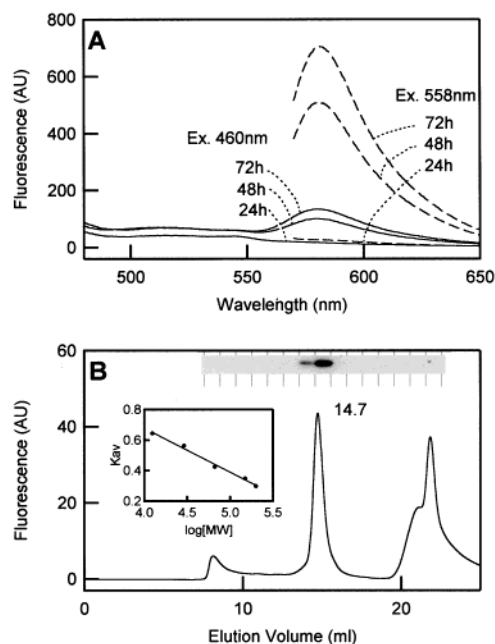 A
Fluorescence (AU)
800
600
400
200
0
Ex. 558nm
72h
48h
24h
Ex. 460nm
72h
48h
24h
500
550
600
650
Wavelength (nm)
B
Fluorescence (AU)
60
40
20
0
14.7
Kav
0.8
0.6
0.4
0.2
4.0
4.5
5.0
5.5
log[MW]
0
10
20
Elution Volume (ml)